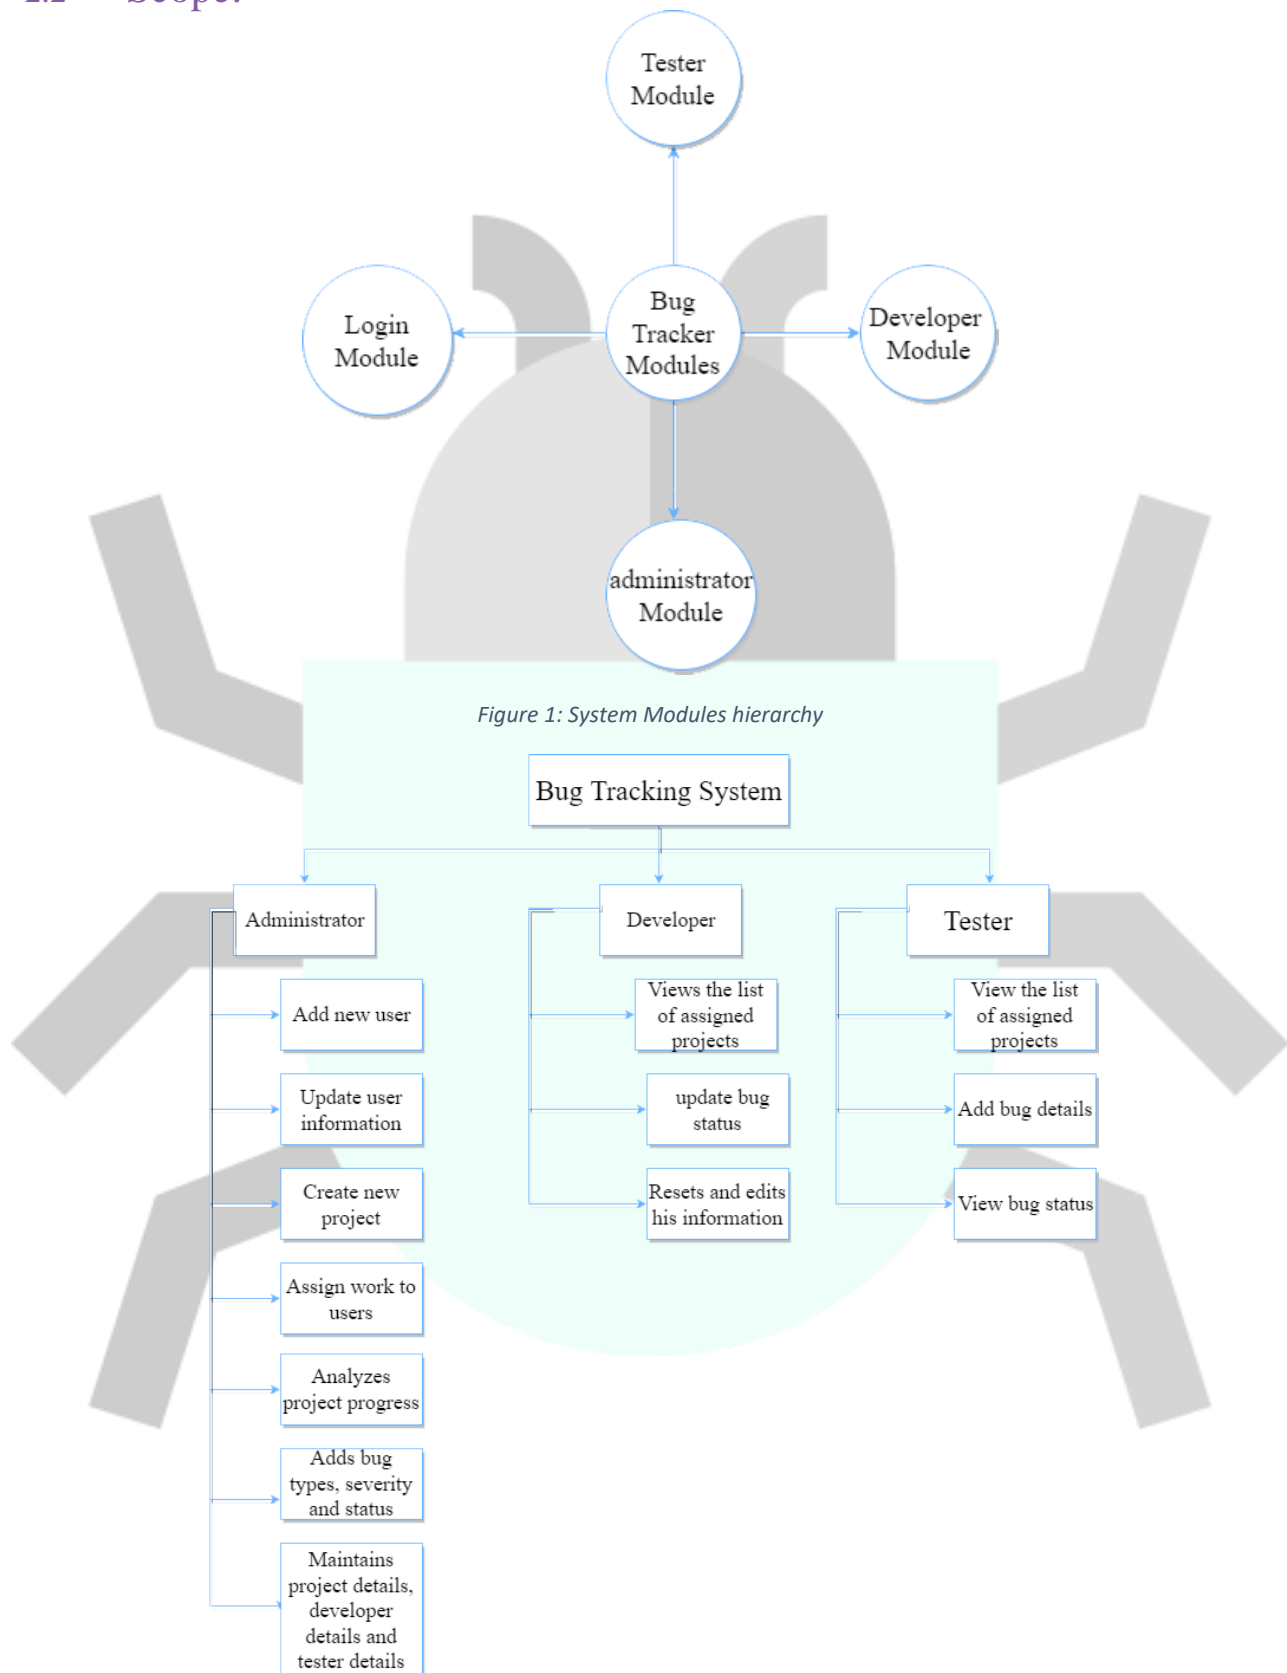 2.2 Scope:
Tester
Module
Login
Module
Bug
Tracker
Modules
Developer
Module
administrator
Module
Figure 1: System Modules hierarchy
Bug Tracking System
Administrator
Add new user
Update user
information
Create new
project
Assign work to
users
Analyzes
project progress
Adds bug
types, severity
and status
Maintains
project details,
developer
details and
tester details
Developer
Views the list
of assigned
projects
update bug
status
Resets and edits
his information
Tester
View the list
of assigned
projects
Add bug details
View bug status